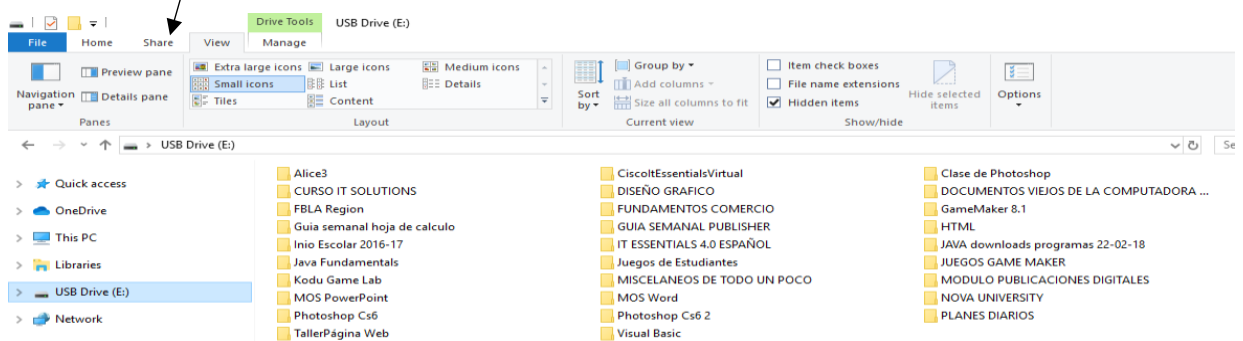 Drive Tools USB Drive (E:)
File Home Share View Manage
Preview pane
Details pane
Navigation pane
Panes
Extra large icons Large icons Medium icons
Small icons List Details
Tiles Content
Layout
Sort by
Group by
Add columns
Size all columns to fit
Current view
Item check boxes
File name extensions
Hidden items
Hide selected items
Show/hide
Options
USB Drive (E:)
Se
Quick access
OneDrive
This PC
Libraries
USB Drive (E:)
Network
Alice3
CURSO IT SOLUTIONS
FBLA Region
Guia semanal hoja de calculo
Inio Escolar 2016-17
Java Fundamentals
Kodu Game Lab
MOS PowerPoint
Photoshop Cs6
TallerPágina Web
CiscoItEssentialsVirtual
DISEÑO GRAFICO
FUNDAMENTOS COMERCIO
GUIA SEMANAL PUBLISHER
IT ESSENTIALS 4.0 ESPAÑOL
Juegos de Estudiantes
MISCELANEOS DE TODO UN POCO
MOS Word
Photoshop Cs6 2
Visual Basic
Clase de Photoshop
DOCUMENTOS VIEJOS DE LA COMPUTADORA ...
GameMaker 8.1
HTML
JAVA downloads programas 22-02-18
JUEGOS GAME MAKER
MODULO PUBLICACIONES DIGITALES
NOVA UNIVERSITY
PLANES DIARIOS